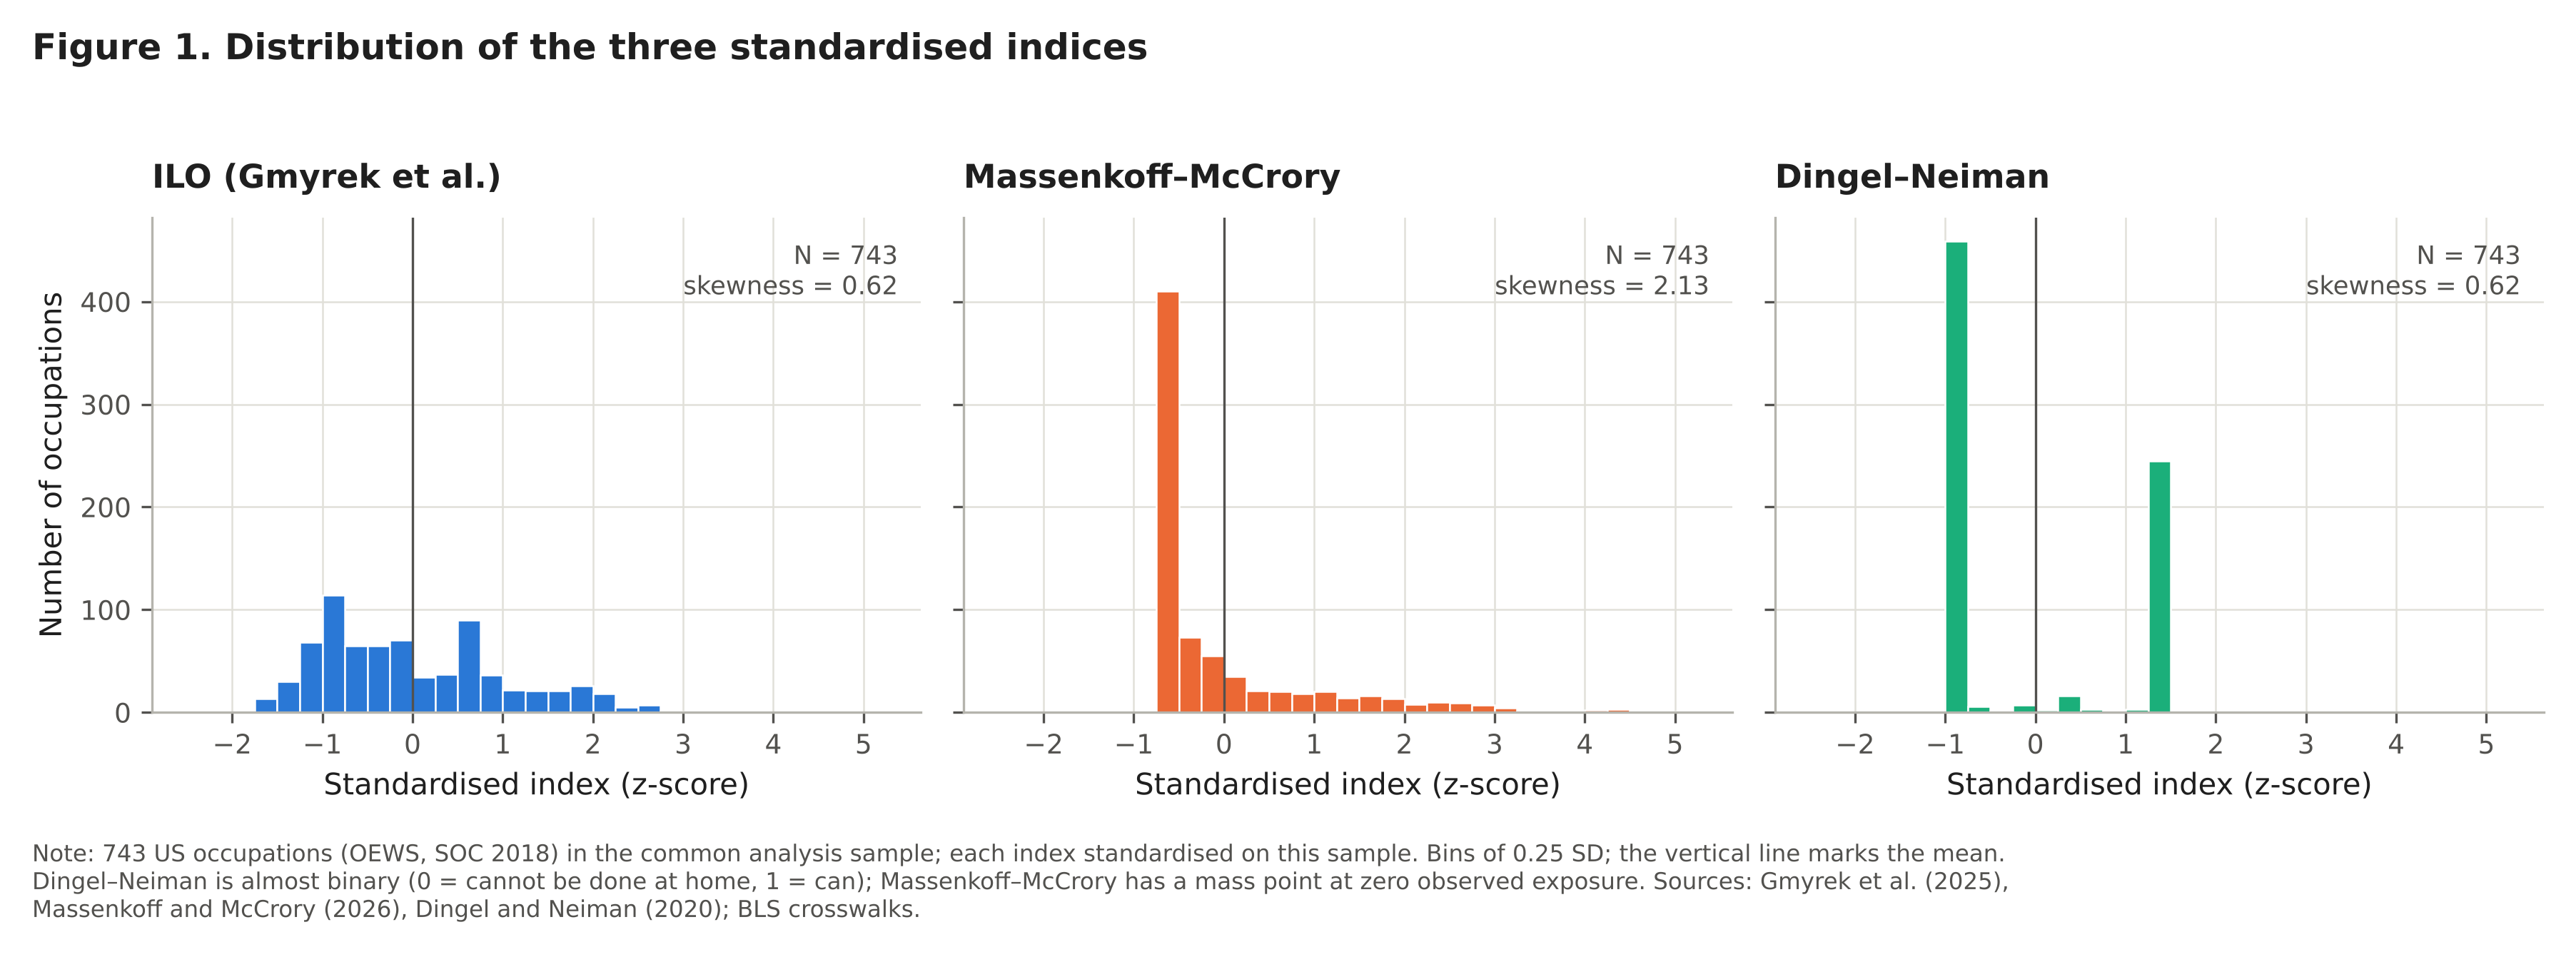 Figure 1. Distribution of the three standardised indices
ILO (Gmyrek et al.)
N = 743
skewness = 0.62
Number of occupations
400
300
200
100
0
−2 −1 0 1 2 3 4 5
Standardised index (z-score)
Massenkoff–McCrory
N = 743
skewness = 2.13
−2 −1 0 1 2 3 4 5
Standardised index (z-score)
Dingel–Neiman
N = 743
skewness = 0.62
−2 −1 0 1 2 3 4 5
Standardised index (z-score)
Note: 743 US occupations (OEWS, SOC 2018) in the common analysis sample; each index standardised on this sample. Bins of 0.25 SD; the vertical line marks the mean.
Dingel–Neiman is almost binary (0 = cannot be done at home, 1 = can); Massenkoff–McCrory has a mass point at zero observed exposure. Sources: Gmyrek et al. (2025),
Massenkoff and McCrory (2026), Dingel and Neiman (2020); BLS crosswalks.